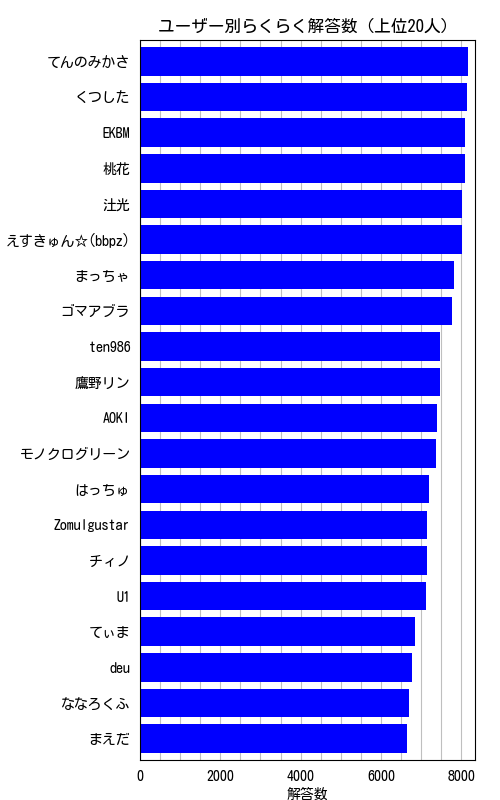 ユーザー別らくらく解答数（上位20人）
てんのみかさ
くつした
EKBM
桃花
汢光
えすきゅん☆(bbpz)
まっちゃ
ゴマアブラ
ten986
鷹野リン
AOKI
モノクログリーン
はっちゅ
Zomulgustar
チィノ
U1
てぃま
deu
ななろくふ
まえだ
0 2000 4000 6000 8000
解答数